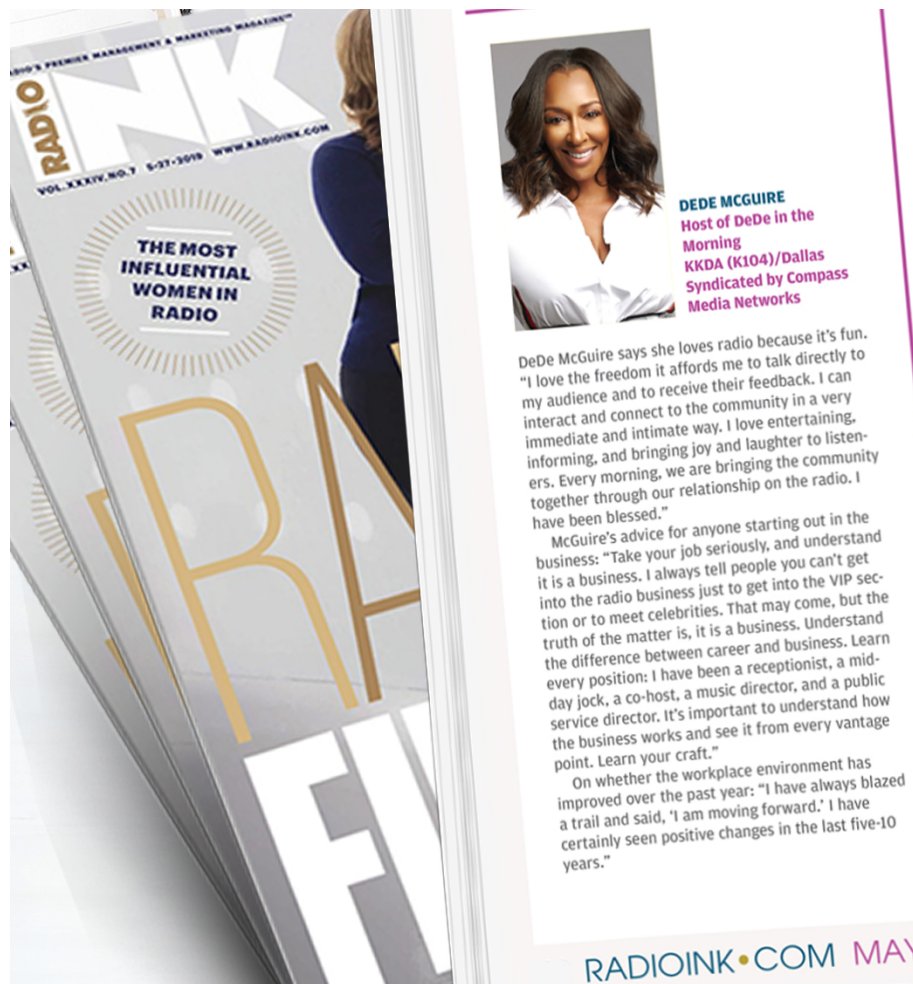 RADIO'S PREMIER MANAGEMENT & MARKETING MAGAZINE™
RADIO
INK
VOL. XXXIV, NO. 7 5-27-2019 WWW.RADIOINK.COM
THE MOST
INFLUENTIAL
WOMEN IN
RADIO
DEDE MCGUIRE
Host of DeDe in the
Morning
KKDA (K104)/Dallas
Syndicated by Compass
Media Networks
DeDe McGuire says she loves radio because it's fun.
“I love the freedom it affords me to talk directly to
my audience and to receive their feedback. I can
interact and connect to the community in a very
immediate and intimate way. I love entertaining,
informing, and bringing joy and laughter to listen-
ers. Every morning, we are bringing the community
together through our relationship on the radio. I
have been blessed.”
McGuire's advice for anyone starting out in the
business: “Take your job seriously, and understand
it is a business. I always tell people you can't get
into the radio business just to get into the VIP sec-
tion or to meet celebrities. That may come, but the
truth of the matter is, it is a business. Understand
the difference between career and business. Learn
every position: I have been a receptionist, a mid-
day jock, a co-host, a music director, and a public
service director. It's important to understand how
the business works and see it from every vantage
point. Learn your craft.”
On whether the workplace environment has
improved over the past year: “I have always blazed
a trail and said, ‘I am moving forward.’ I have
certainly seen positive changes in the last five-10
years.”
RADIOINK•COM MAY